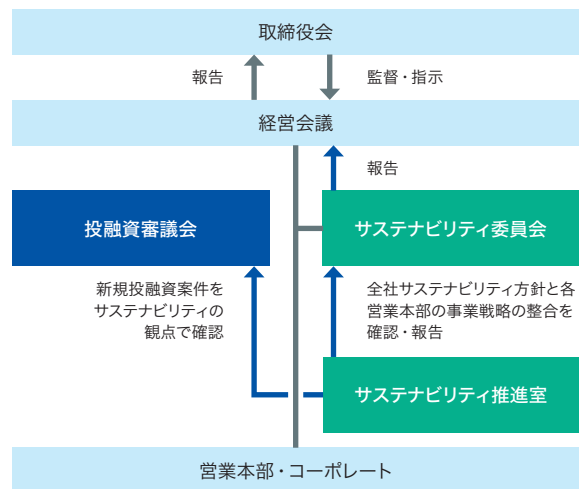 取締役会
報告
監督・指示
経営会議
報告
投融資審議会
サステナビリティ委員会
新規投融資案件を
サステナビリティの
観点で確認
全社サステナビリティ方針と各
営業本部の事業戦略の整合を
確認・報告
サステナビリティ推進室
営業本部・コーポレート